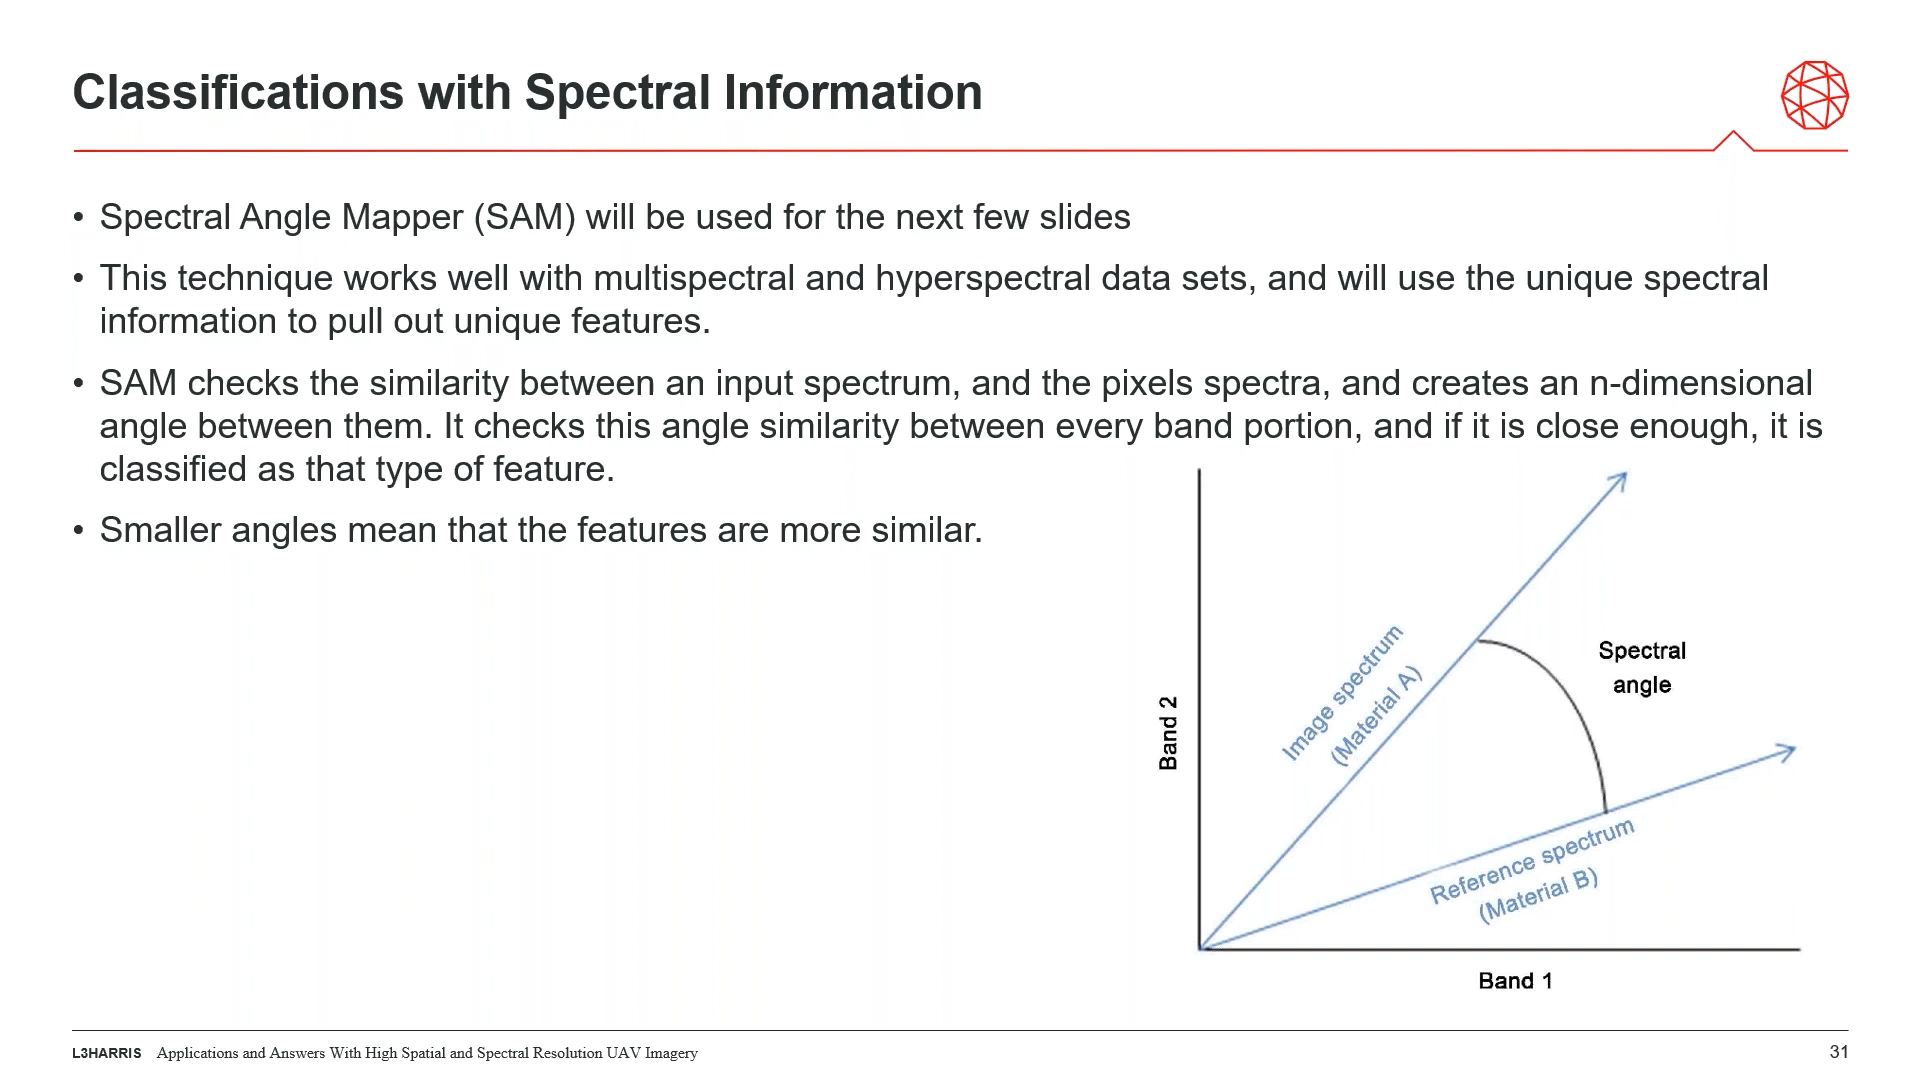 Classifications with Spectral Information
• Spectral Angle Mapper (SAM) will be used for the next few slides
• This technique works well with multispectral and hyperspectral data sets, and will use the unique spectral
information to pull out unique features.
• SAM checks the similarity between an input spectrum, and the pixels spectra, and creates an n-dimensional
angle between them. It checks this angle similarity between every band portion, and if it is close enough, it is
classified as that type of feature.
• Smaller angles mean that the features are more similar.
Image spectrum
(Material A)
Spectral
angle
Band 2
Reference spectrum
(Material B)
Band 1
L3HARRIS Applications and Answers With High Spatial and Spectral Resolution UAV Imagery
31